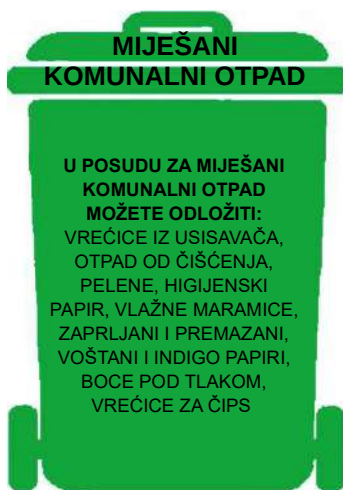 MIJEŠANI
KOMUNALNI OTPAD
U POSUDU ZA MIJEŠANI
KOMUNALNI OTPAD
MOŽETE ODLOŽITI:
VREĆICE IZ USISAVAČA,
OTPAD OD ČIŠĆENJA,
PELENE, HIGIJENSKI
PAPIR, VLAŽNE MARAMICE,
ZAPRLJANI I PREMAZANI,
VOŠTANI I INDIGO PAPIRI,
BOCE POD TLAKOM,
VREĆICE ZA ČIPS